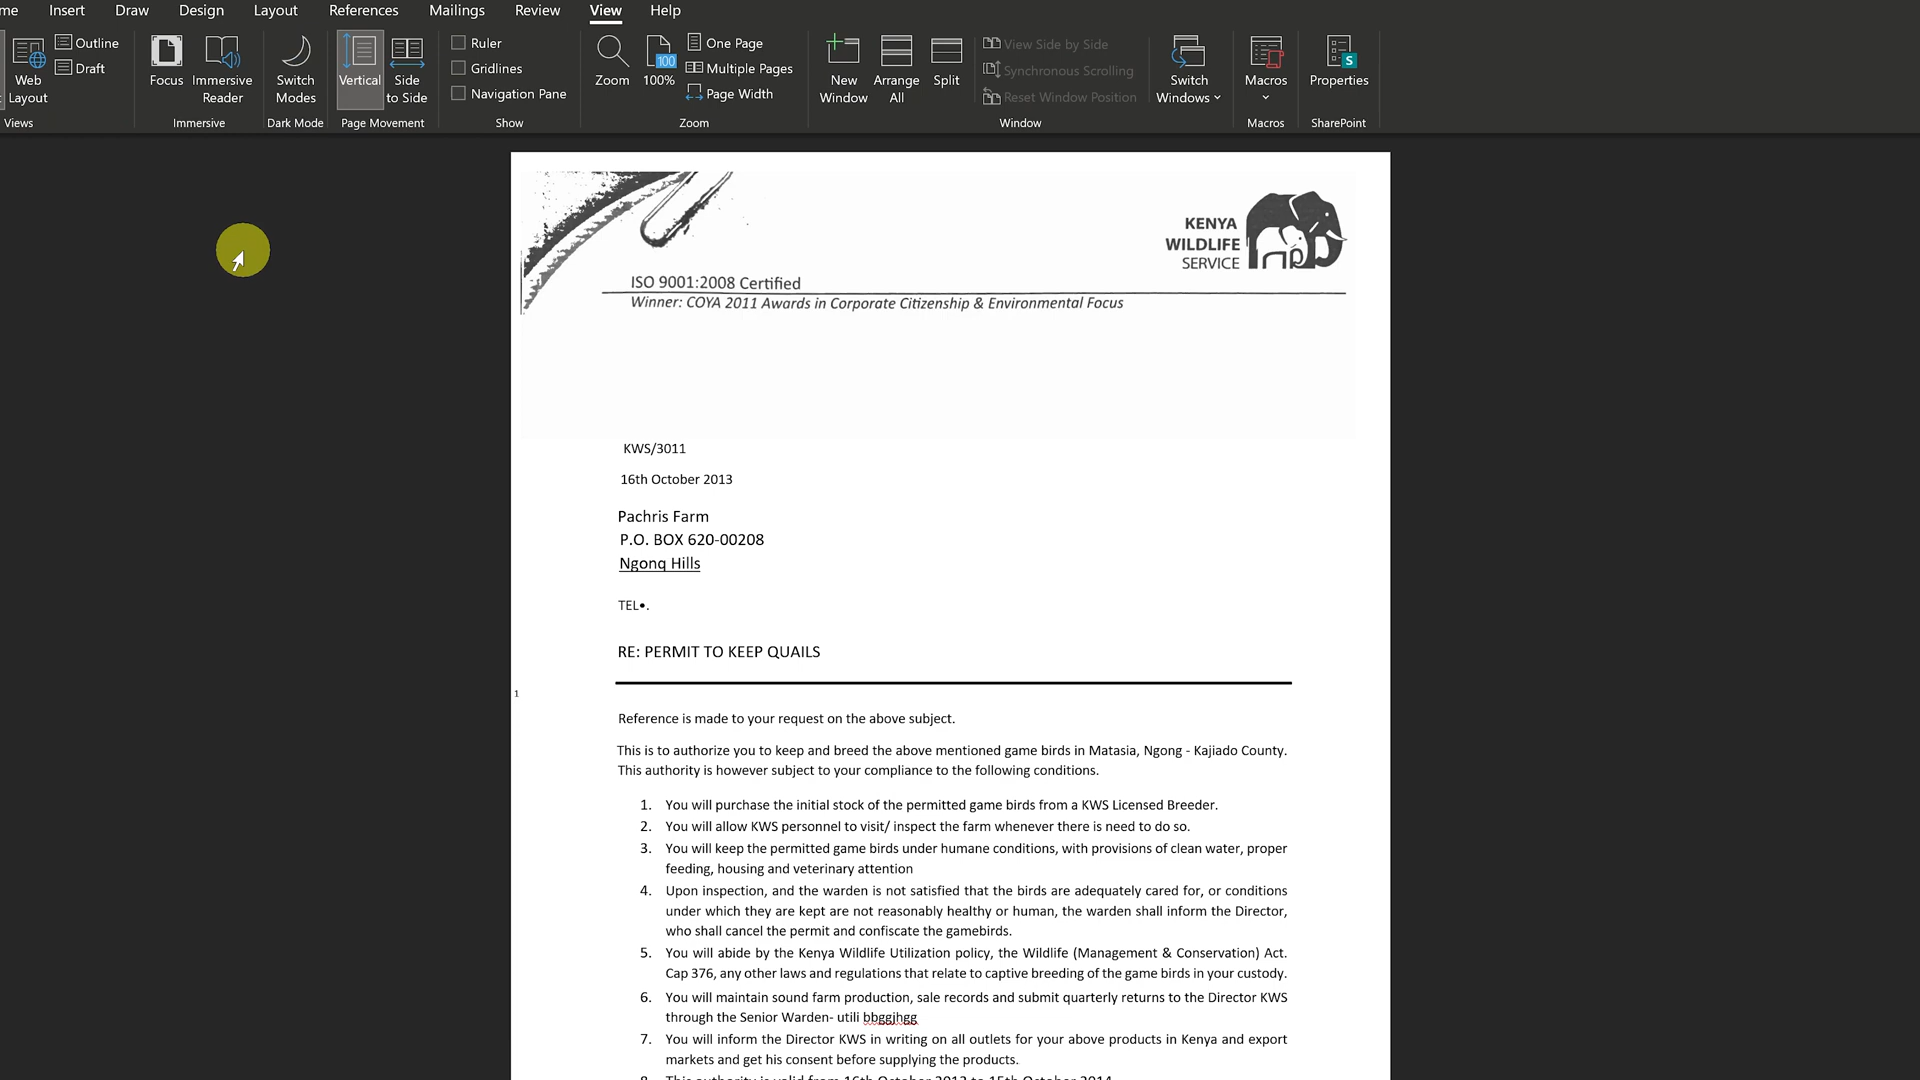 Insert Draw Design Layout References Mailings Review View Help
Web Layout
Outline
Draft
Views
Focus
Immersive Reader
Immersive
Switch Modes
Dark Mode
Vertical
Side to Side
Page Movement
Ruler
Gridlines
Navigation Pane
Show
Zoom
100
100%
One Page
Multiple Pages
Page Width
Zoom
New Window
Arrange All
Split
View Side by Side
Synchronous Scrolling
Reset Window Position
Switch Windows
Window
Macros
Macros
S
Properties
SharePoint
KENYA
WILDLIFE
SERVICE
ISO 9001:2008 Certified
Winner: COYA 2011 Awards in Corporate Citizenship & Environmental Focus
KWS/3011
16th October 2013
Pachris Farm
P.O. BOX 620-00208
Ngonq Hills
TEL•.
RE: PERMIT TO KEEP QUAILS
1
Reference is made to your request on the above subject.
This is to authorize you to keep and breed the above mentioned game birds in Matasia, Ngong - Kajiado County.
This authority is however subject to your compliance to the following conditions.
1. You will purchase the initial stock of the permitted game birds from a KWS Licensed Breeder.
2. You will allow KWS personnel to visit/ inspect the farm whenever there is need to do so.
3. You will keep the permitted game birds under humane conditions, with provisions of clean water, proper
feeding, housing and veterinary attention
4. Upon inspection, and the warden is not satisfied that the birds are adequately cared for, or conditions
under which they are kept are not reasonably healthy or human, the warden shall inform the Director,
who shall cancel the permit and confiscate the gamebirds.
5. You will abide by the Kenya Wildlife Utilization policy, the Wildlife (Management & Conservation) Act.
Cap 376, any other laws and regulations that relate to captive breeding of the game birds in your custody.
6. You will maintain sound farm production, sale records and submit quarterly returns to the Director KWS
through the Senior Warden- utili bbggjhgg
7. You will inform the Director KWS in writing on all outlets for your above products in Kenya and export
markets and get his consent before supplying the products.
8. This authority is valid from 16th October 2013 to 15th October 2014